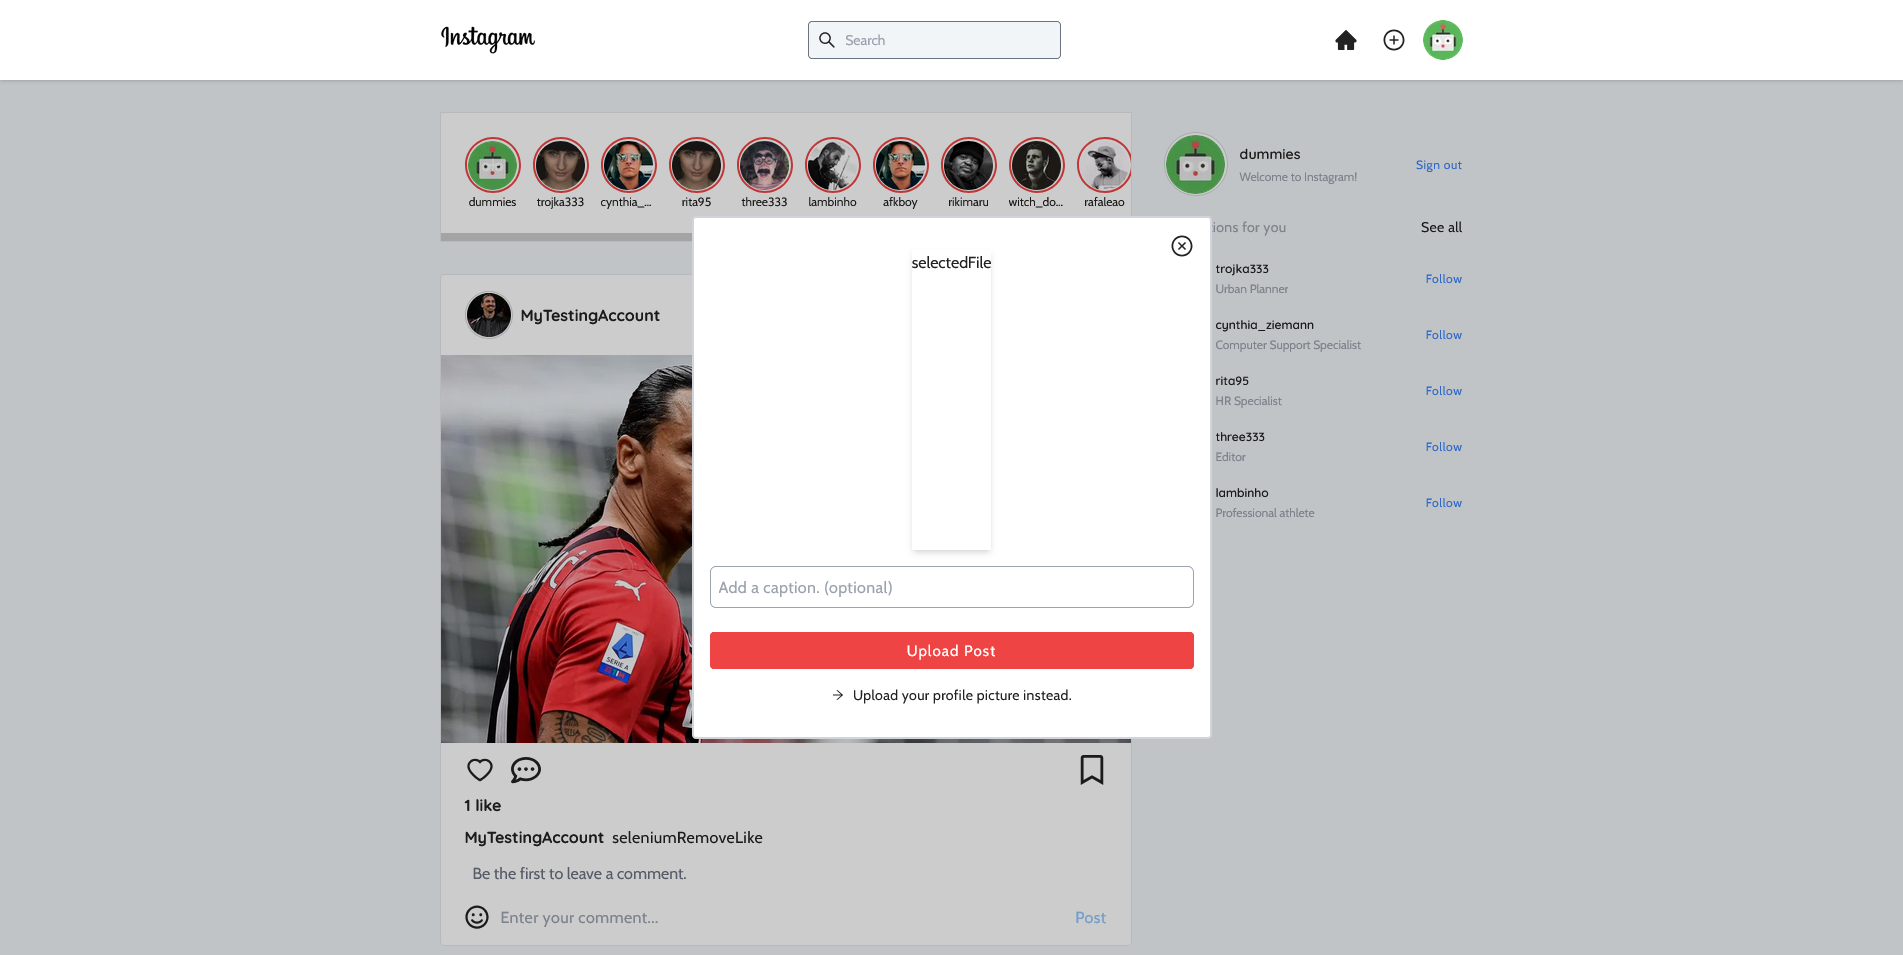 Instagram
Search
dummies
trojka333
cynthia_...
rita95
three333
lambinho
afkboy
rikimaru
witch_do...
rafaleao
dummies
Welcome to Instagram!
Sign out
ions for you
See all
trojka333
Urban Planner
Follow
cynthia_ziemann
Computer Support Specialist
Follow
rita95
HR Specialist
Follow
three333
Editor
Follow
lambinho
Professional athlete
Follow
selectedFile
Add a caption. (optional)
Upload Post
Upload your profile picture instead.
MyTestingAccount
SERIE A
1 like
MyTestingAccount seleniumRemoveLike
Be the first to leave a comment.
Enter your comment...
Post